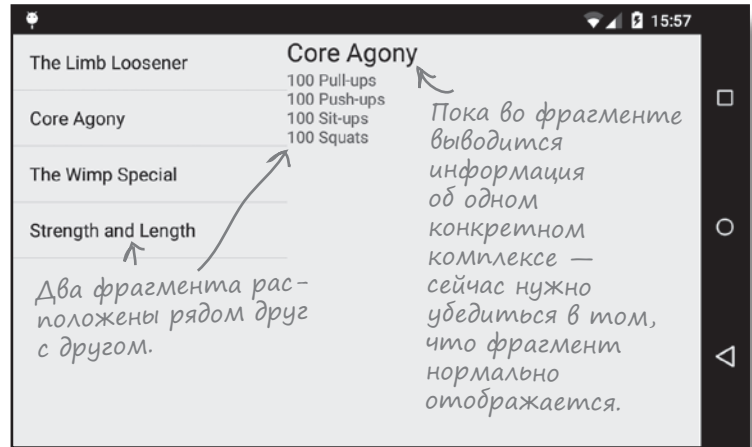 15:57
The Limb Loosener
Core Agony
The Wimp Special
Strength and Length
Core Agony
100 Pull-ups
100 Push-ups
100 Sit-ups
100 Squats
Два фрагмента рас-
положены рядом друг
с другом.
Пока во фрагменте
выводится
информация
об одном
конкретном
комплексе —
сейчас нужно
убедиться в том,
что фрагмент
нормально
отображается.